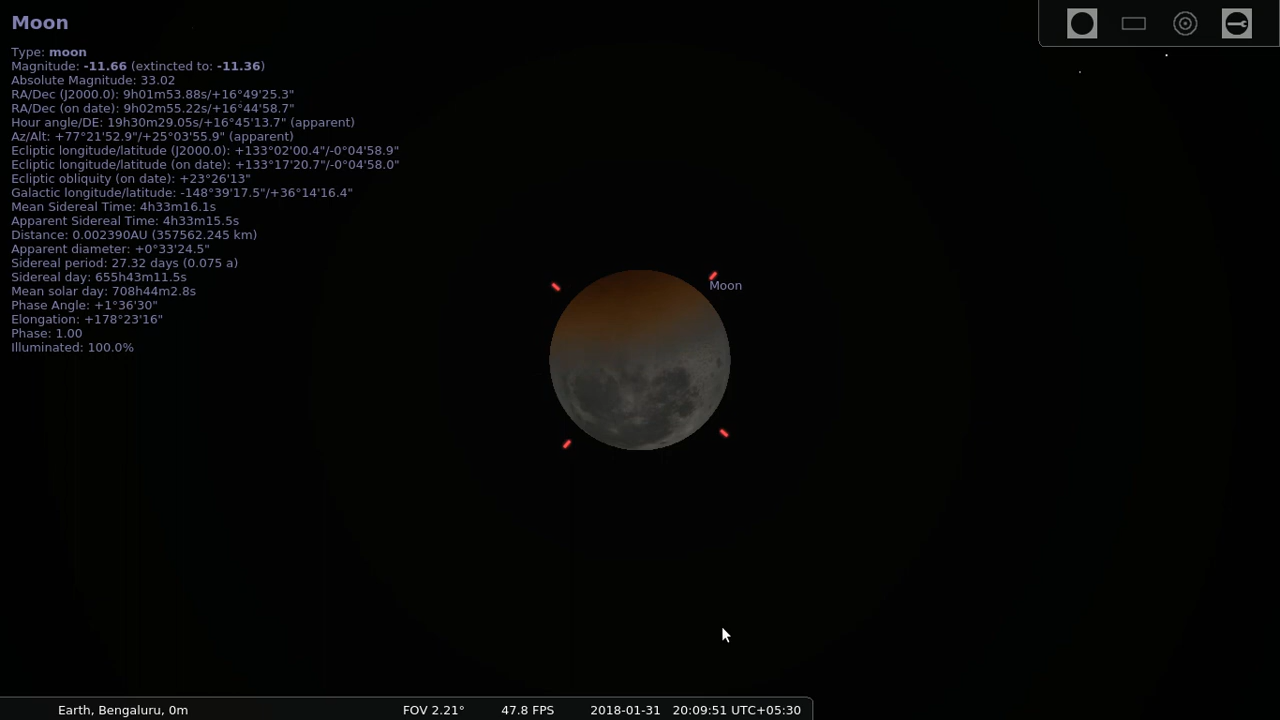 Moon
Type: moon
Magnitude: -11.66 (extincted to: -11.36)
Absolute Magnitude: 33.02
RA/Dec (J2000.0): 9h01m53.88s/+16°49'25.3"
RA/Dec (on date): 9h02m55.22s/+16°44'58.7"
Hour angle/DE: 19h30m29.05s/+16°45'13.7" (apparent)
Az/Alt: +77°21'52.9"/+25°03'55.9" (apparent)
Ecliptic longitude/latitude (J2000.0): +133°02'00.4"/-0°04'58.9"
Ecliptic longitude/latitude (on date): +133°17'20.7"/-0°04'58.0"
Ecliptic obliquity (on date): +23°26'13"
Galactic longitude/latitude: -148°39'17.5"/+36°14'16.4"
Mean Sidereal Time: 4h33m16.1s
Apparent Sidereal Time: 4h33m15.5s
Distance: 0.002390AU (357562.245 km)
Apparent diameter: +0°33'24.5"
Sidereal period: 27.32 days (0.075 a)
Sidereal day: 655h43m11.5s
Mean solar day: 708h44m2.8s
Phase Angle: +1°36'30"
Elongation: +178°23'16"
Phase: 1.00
Illuminated: 100.0%
Moon
Earth, Bengaluru, 0m FOV 2.21° 47.8 FPS 2018-01-31 20:09:51 UTC+05:30